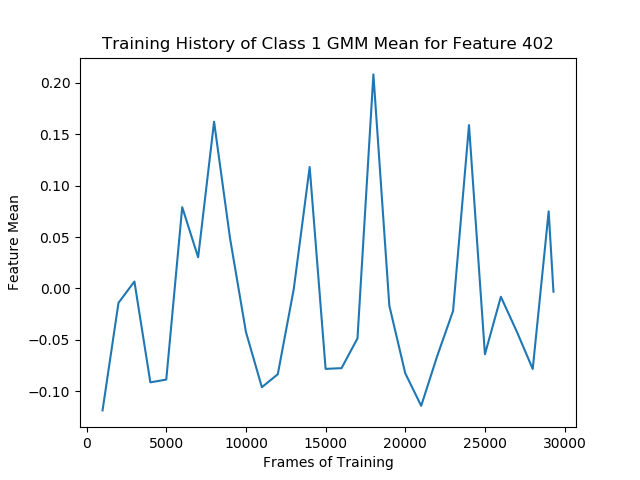 Training History of Class 1 GMM Mean for Feature 402
0.20
0.15
0.10
0.05
0.00
−0.05
−0.10
Feature Mean
0 5000 10000 15000 20000 25000 30000
Frames of Training